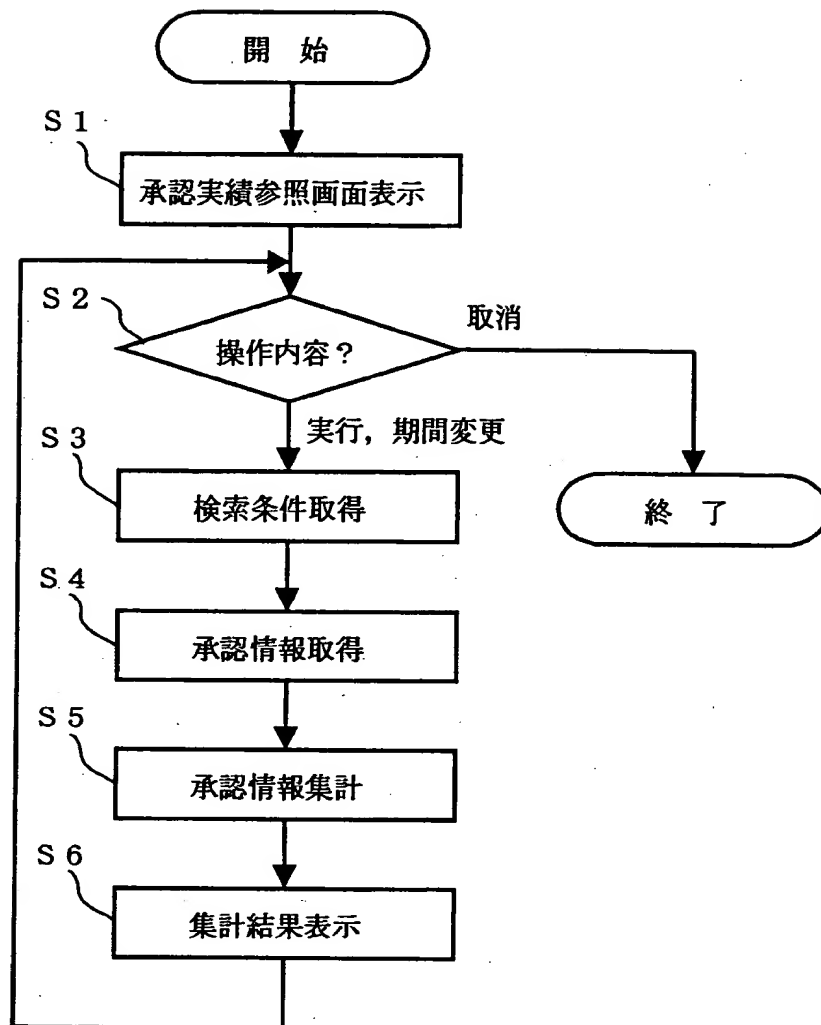 開 始
S1
承認実績参照画面表示
S2
操作内容？
取消
実行，期間変更
S3
検索条件取得
終 了
S4
承認情報取得
S5
承認情報集計
S6
集計結果表示